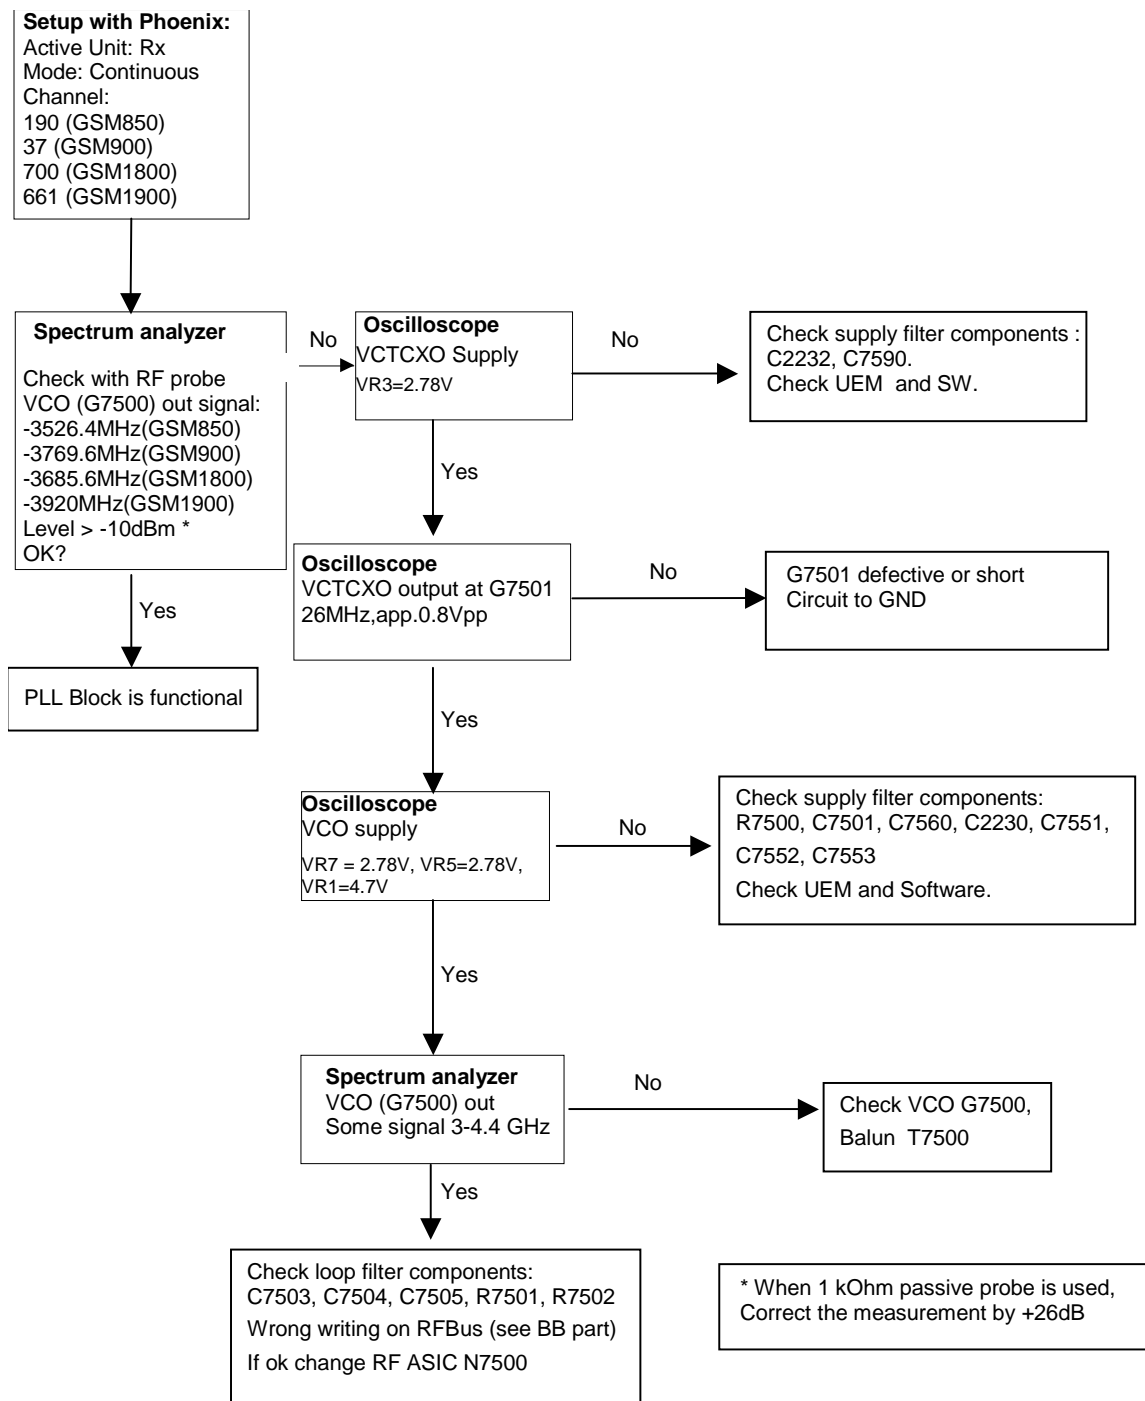 Setup with Phoenix:
Active Unit: Rx
Mode: Continuous
Channel:
190 (GSM850)
37 (GSM900)
700 (GSM1800)
661 (GSM1900)
Spectrum analyzer
Check with RF probe
VCO (G7500) out signal:
-3526.4MHz(GSM850)
-3769.6MHz(GSM900)
-3685.6MHz(GSM1800)
-3920MHz(GSM1900)
Level > -10dBm *
OK?
No
Oscilloscope
VCTCXO Supply
VR3=2.78V
No
Check supply filter components :
C2232, C7590.
Check UEM and SW.
Yes
Yes
PLL Block is functional
Oscilloscope
VCTCXO output at G7501
26MHz,app.0.8Vpp
No
G7501 defective or short
Circuit to GND
Yes
Oscilloscope
VCO supply
VR7 = 2.78V, VR5=2.78V,
VR1=4.7V
No
Check supply filter components:
R7500, C7501, C7560, C2230, C7551,
C7552, C7553
Check UEM and Software.
Yes
Spectrum analyzer
VCO (G7500) out
Some signal 3-4.4 GHz
No
Check VCO G7500,
Balun T7500
Yes
Check loop filter components:
C7503, C7504, C7505, R7501, R7502
Wrong writing on RFBus (see BB part)
If ok change RF ASIC N7500
* When 1 kOhm passive probe is used,
Correct the measurement by +26dB